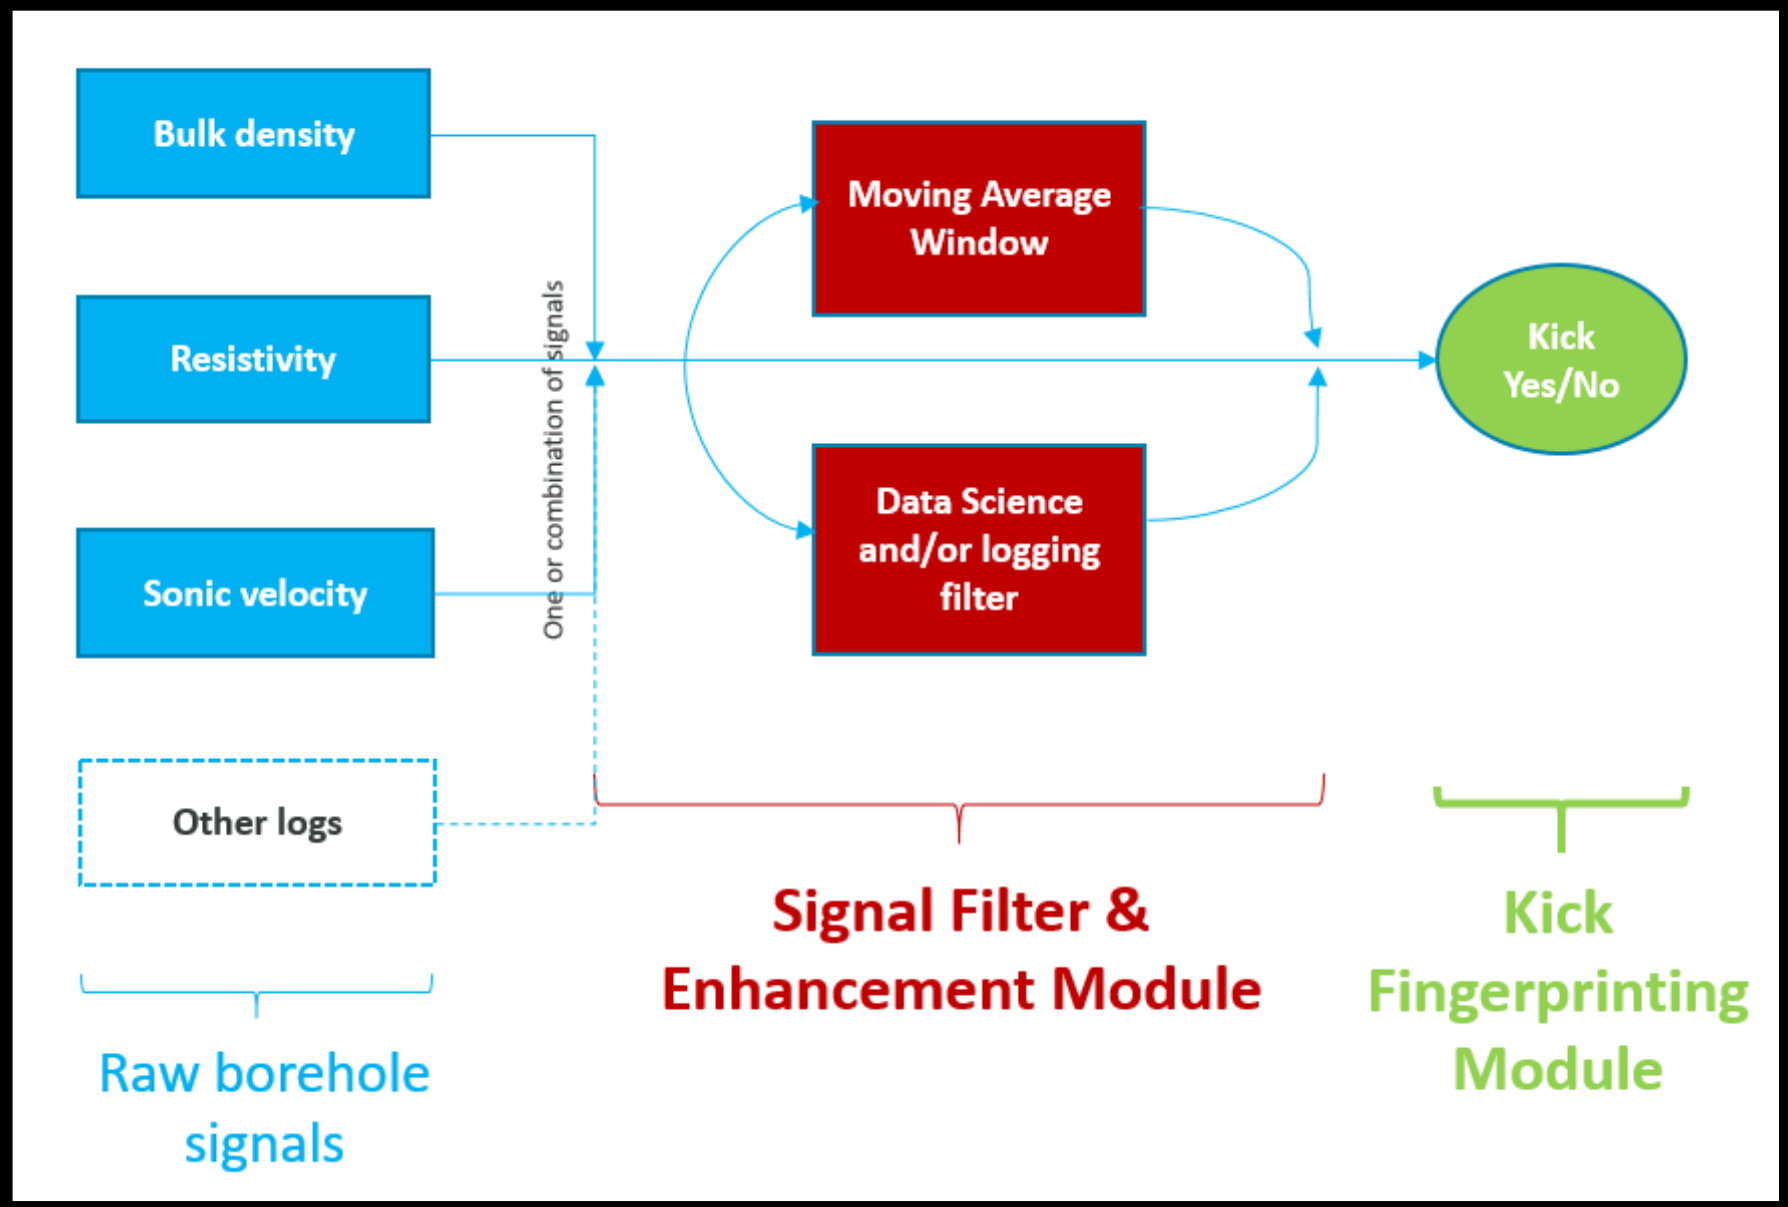 Bulk density
Resistivity
Sonic velocity
Other logs
Raw borehole
signals
One or combination of signals
Moving Average
Window
Data Science
and/or logging
filter
Signal Filter &
Enhancement Module
Kick
Yes/No
Kick
Fingerprinting
Module